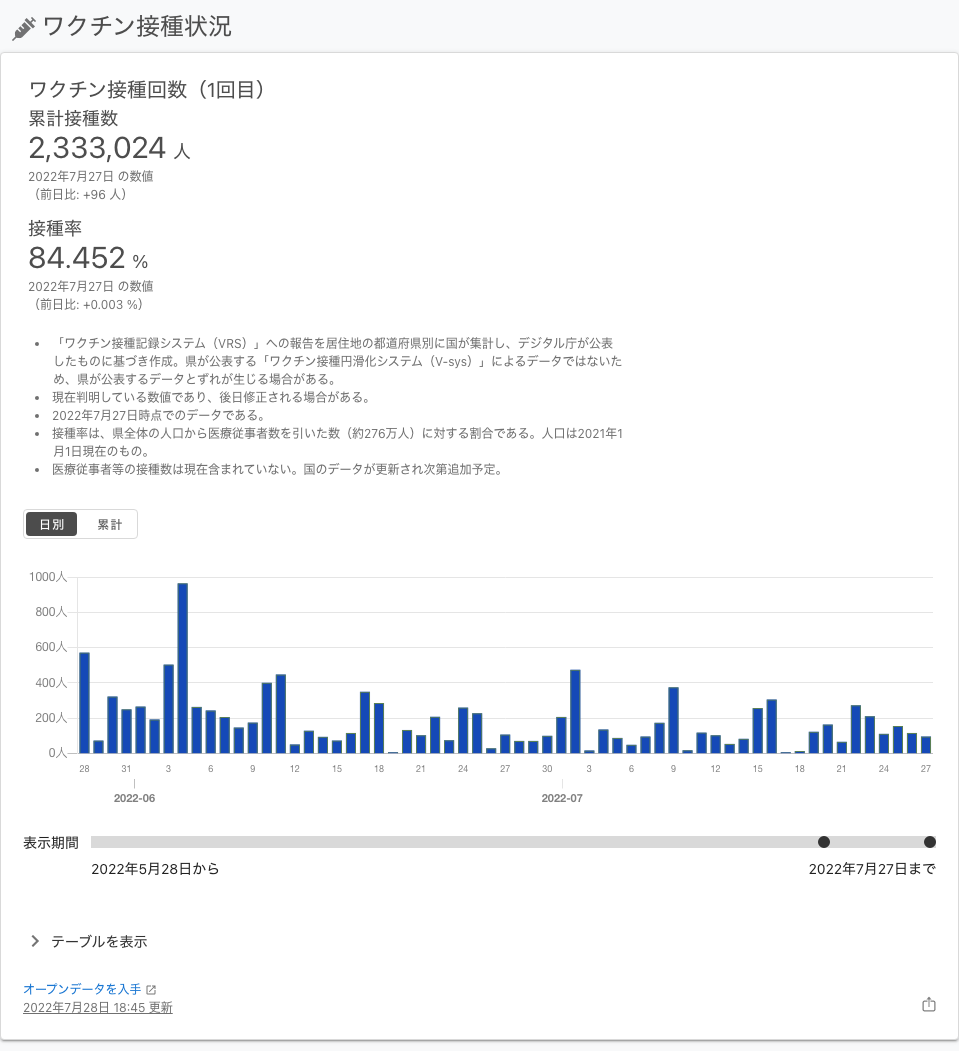 ワクチン接種状況
ワクチン接種回数（1回目）
累計接種数
2,333,024 人
2022年7月27日 の数値
（前日比: +96 人）
接種率
84.452 %
2022年7月27日 の数値
（前日比: +0.003 %）
• 「ワクチン接種記録システム（VRS）」への報告を居住地の都道府県別に国が集計し、デジタル庁が公表
したものに基づき作成。県が公表する「ワクチン接種円滑化システム（V-sys）」によるデータではないた
め、県が公表するデータとずれが生じる場合がある。
• 現在判明している数値であり、後日修正される場合がある。
• 2022年7月27日時点でのデータである。
• 接種率は、県全体の人口から医療従事者数を引いた数（約276万人）に対する割合である。人口は2021年1
月1日現在のもの。
• 医療従事者等の接種数は現在含まれていない。国のデータが更新され次第追加予定。
日別 累計
1000人
800人
600人
400人
200人
0人
28 31 3 6 9 12 15 18 21 24 27 30 3 6 9 12 15 18 21 24 27
2022-06 2022-07
表示期間
2022年5月28日から 2022年7月27日まで
テーブルを表示
オープンデータを入手
2022年7月28日 18:45 更新